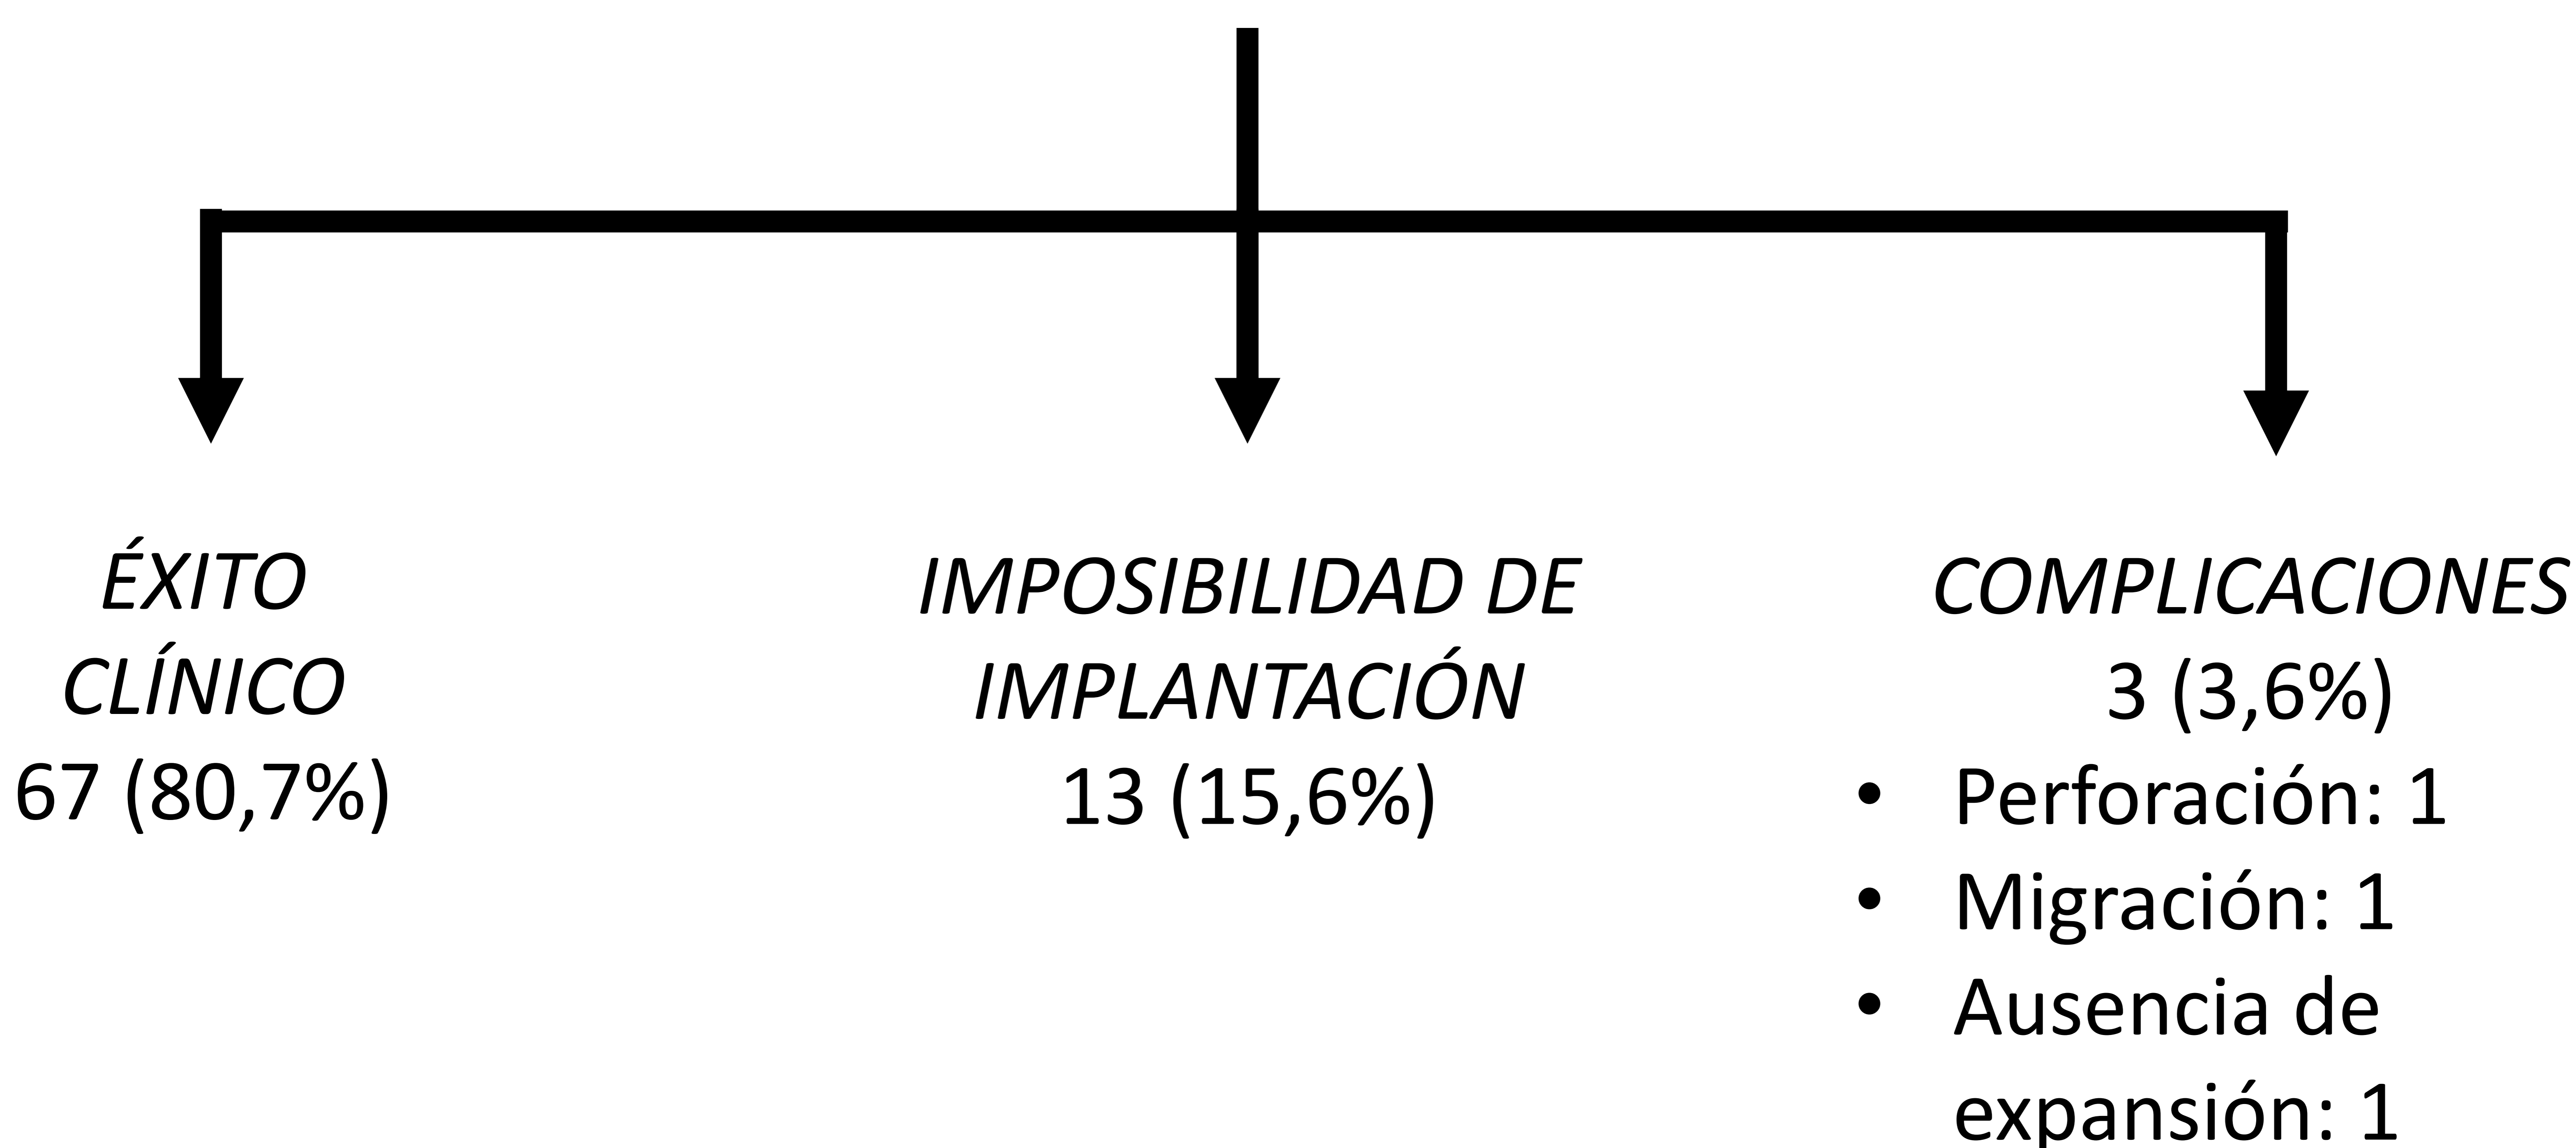 ÉXITO
CLÍNICO
67 (80,7%)
IMPOSIBILIDAD DE
IMPLANTACIÓN
13 (15,6%)
COMPLICACIONES
3 (3,6%)
• Perforación: 1
• Migración: 1
• Ausencia de
expansión: 1